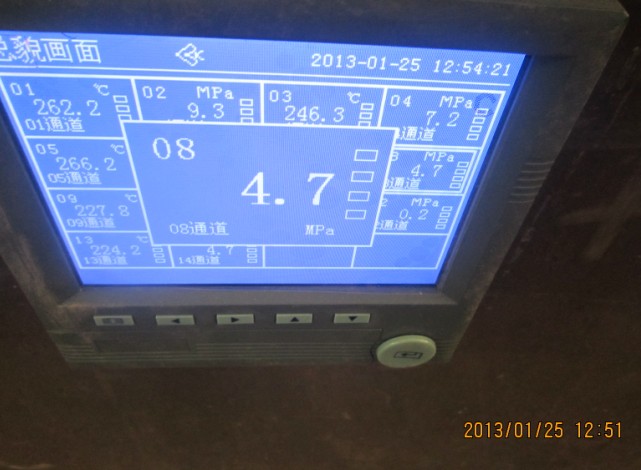 总貌画面 2013-01-25 12:54:21
01 ℃ 02 MPa 03 ℃ 04 MPa
262.2 9.3 246.3 7.2
01通道 通道
05 ℃ 08 MPa
266.2 4.7 4.7
05通道 08通道 MPa
09 ℃ MPa
227.8 0.2
09通道 通道
13 ℃
224.2 4.7
13通道 14通道
2013/01/25 12:51